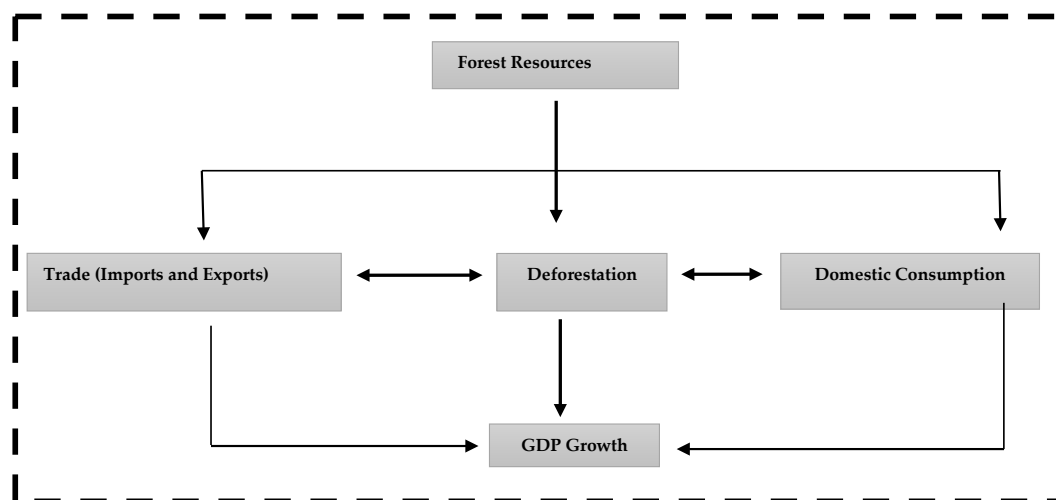 Forest Resources
Trade (Imports and Exports)
Deforestation
Domestic Consumption
GDP Growth